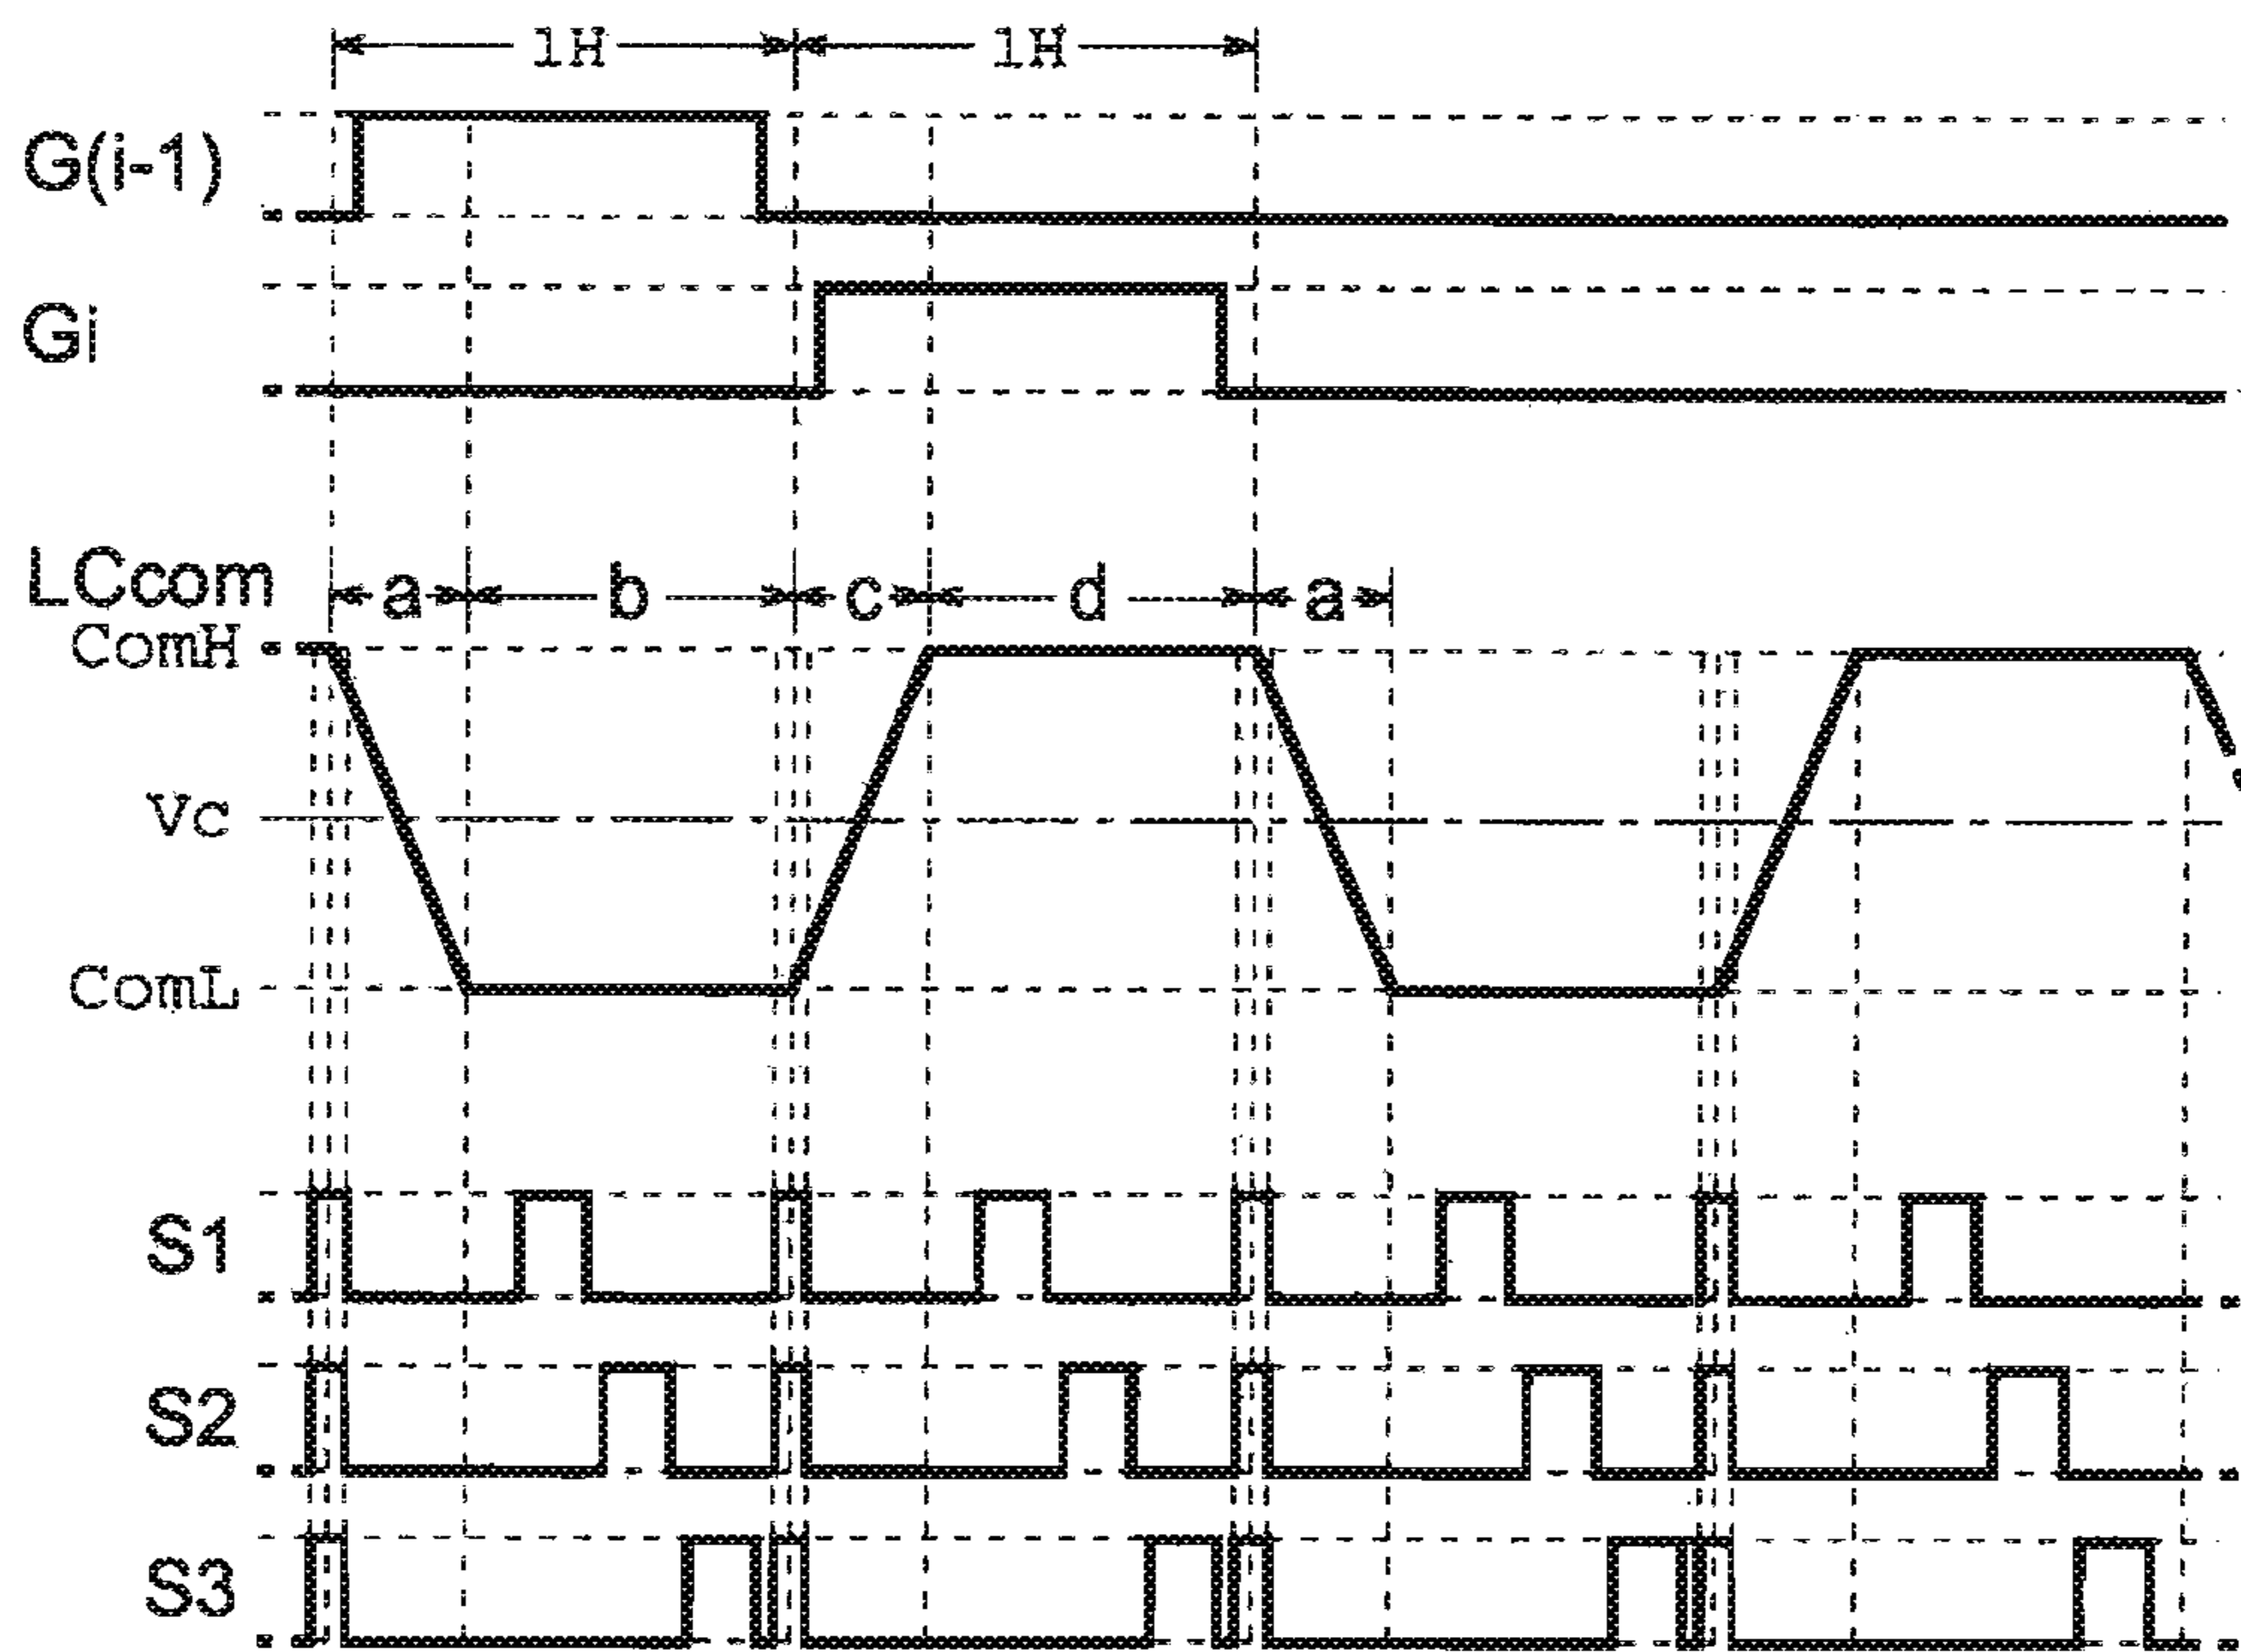 1H 1H
G(i-1)
Gi
LCcom
a b c d a
ComH
Vc
ComL
S1
S2
S3